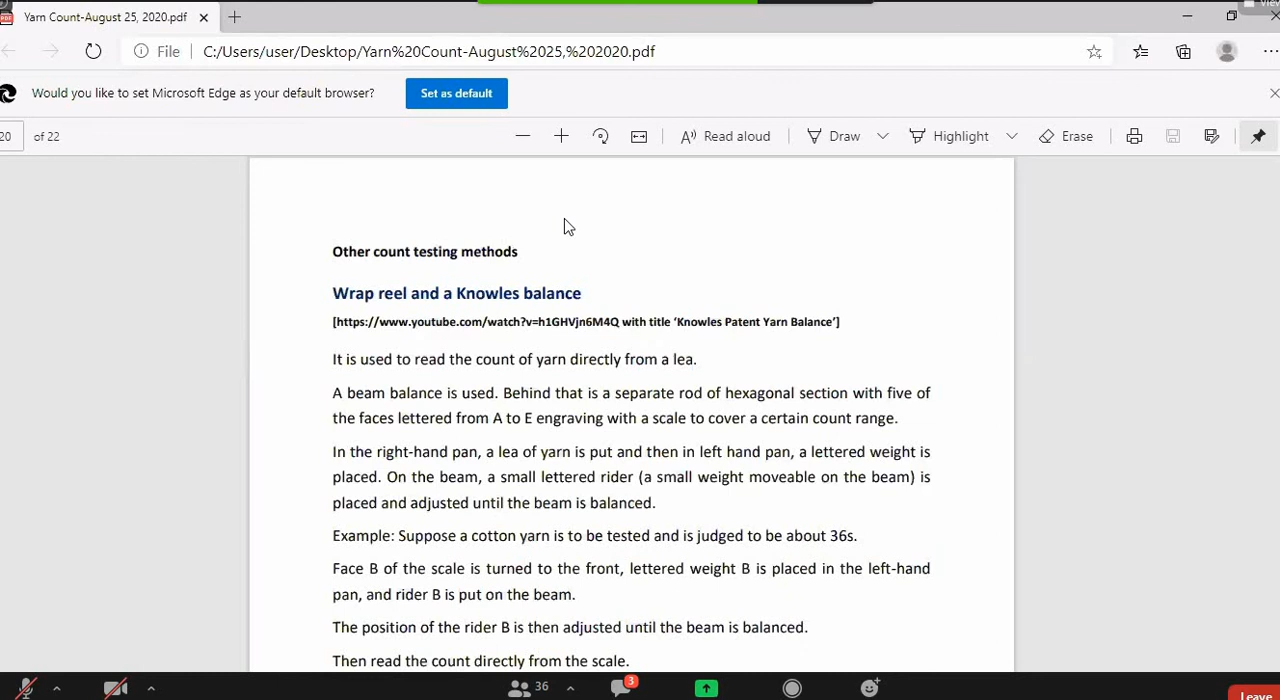 Yarn Count-August 25, 2020.pdf
View
File C:/Users/user/Desktop/Yarn%20Count-August%2025,%202020.pdf
Would you like to set Microsoft Edge as your default browser? Set as default
20 of 22 Read aloud Draw Highlight Erase
Other count testing methods
Wrap reel and a Knowles balance
[https://www.youtube.com/watch?v=h1GHVjn6M4Q with title ‘Knowles Patent Yarn Balance’]
It is used to read the count of yarn directly from a lea.
A beam balance is used. Behind that is a separate rod of hexagonal section with five of
the faces lettered from A to E engraving with a scale to cover a certain count range.
In the right-hand pan, a lea of yarn is put and then in left hand pan, a lettered weight is
placed. On the beam, a small lettered rider (a small weight moveable on the beam) is
placed and adjusted until the beam is balanced.
Example: Suppose a cotton yarn is to be tested and is judged to be about 36s.
Face B of the scale is turned to the front, lettered weight B is placed in the left-hand
pan, and rider B is put on the beam.
The position of the rider B is then adjusted until the beam is balanced.
Then read the count directly from the scale.
36 3 Leave